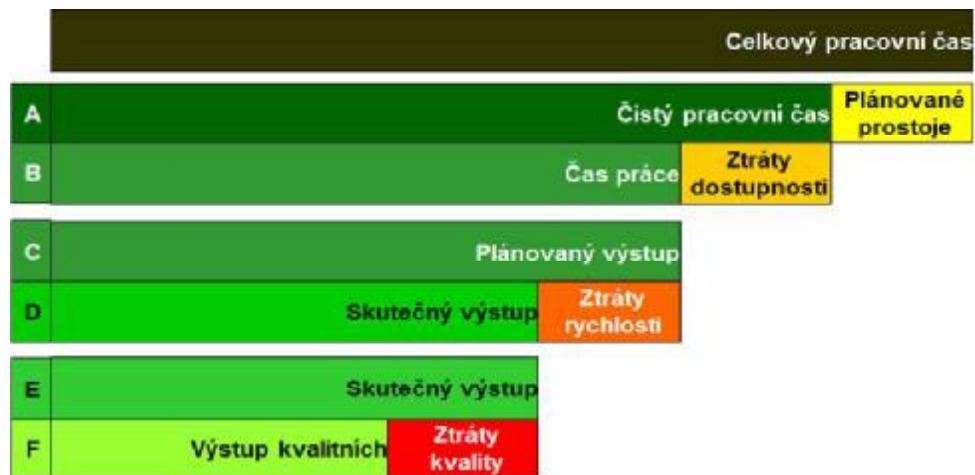 Celkový pracovní čas
A Čistý pracovní čas Plánované
prostoje
B Čas práce Ztráty
dostupnosti
C Plánovaný výstup
D Skutečný výstup Ztráty
rychlosti
E Skutečný výstup
F Výstup kvalitních Ztráty
kvality